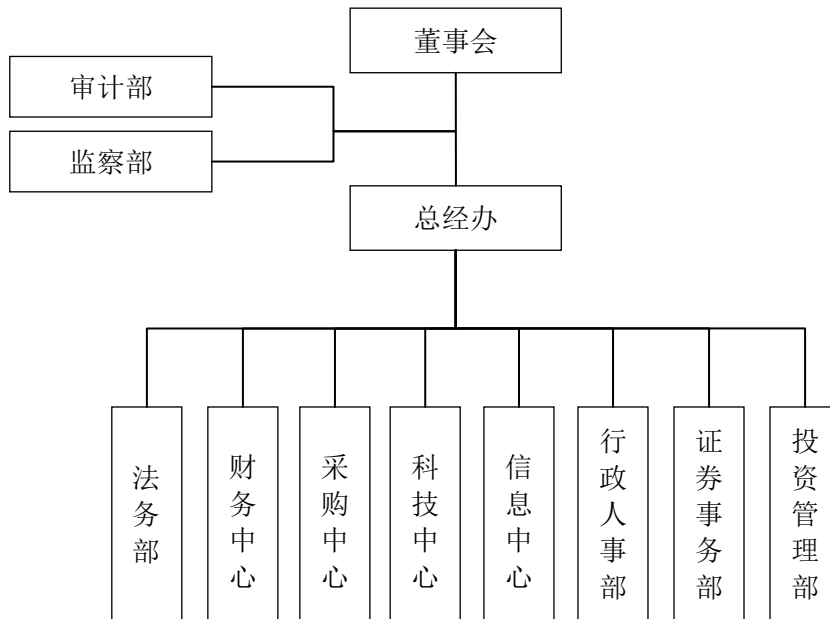 董事会
审计部
监察部
总经办
法务部
财务中心
采购中心
科技中心
信息中心
行政人事部
证券事务部
投资管理部